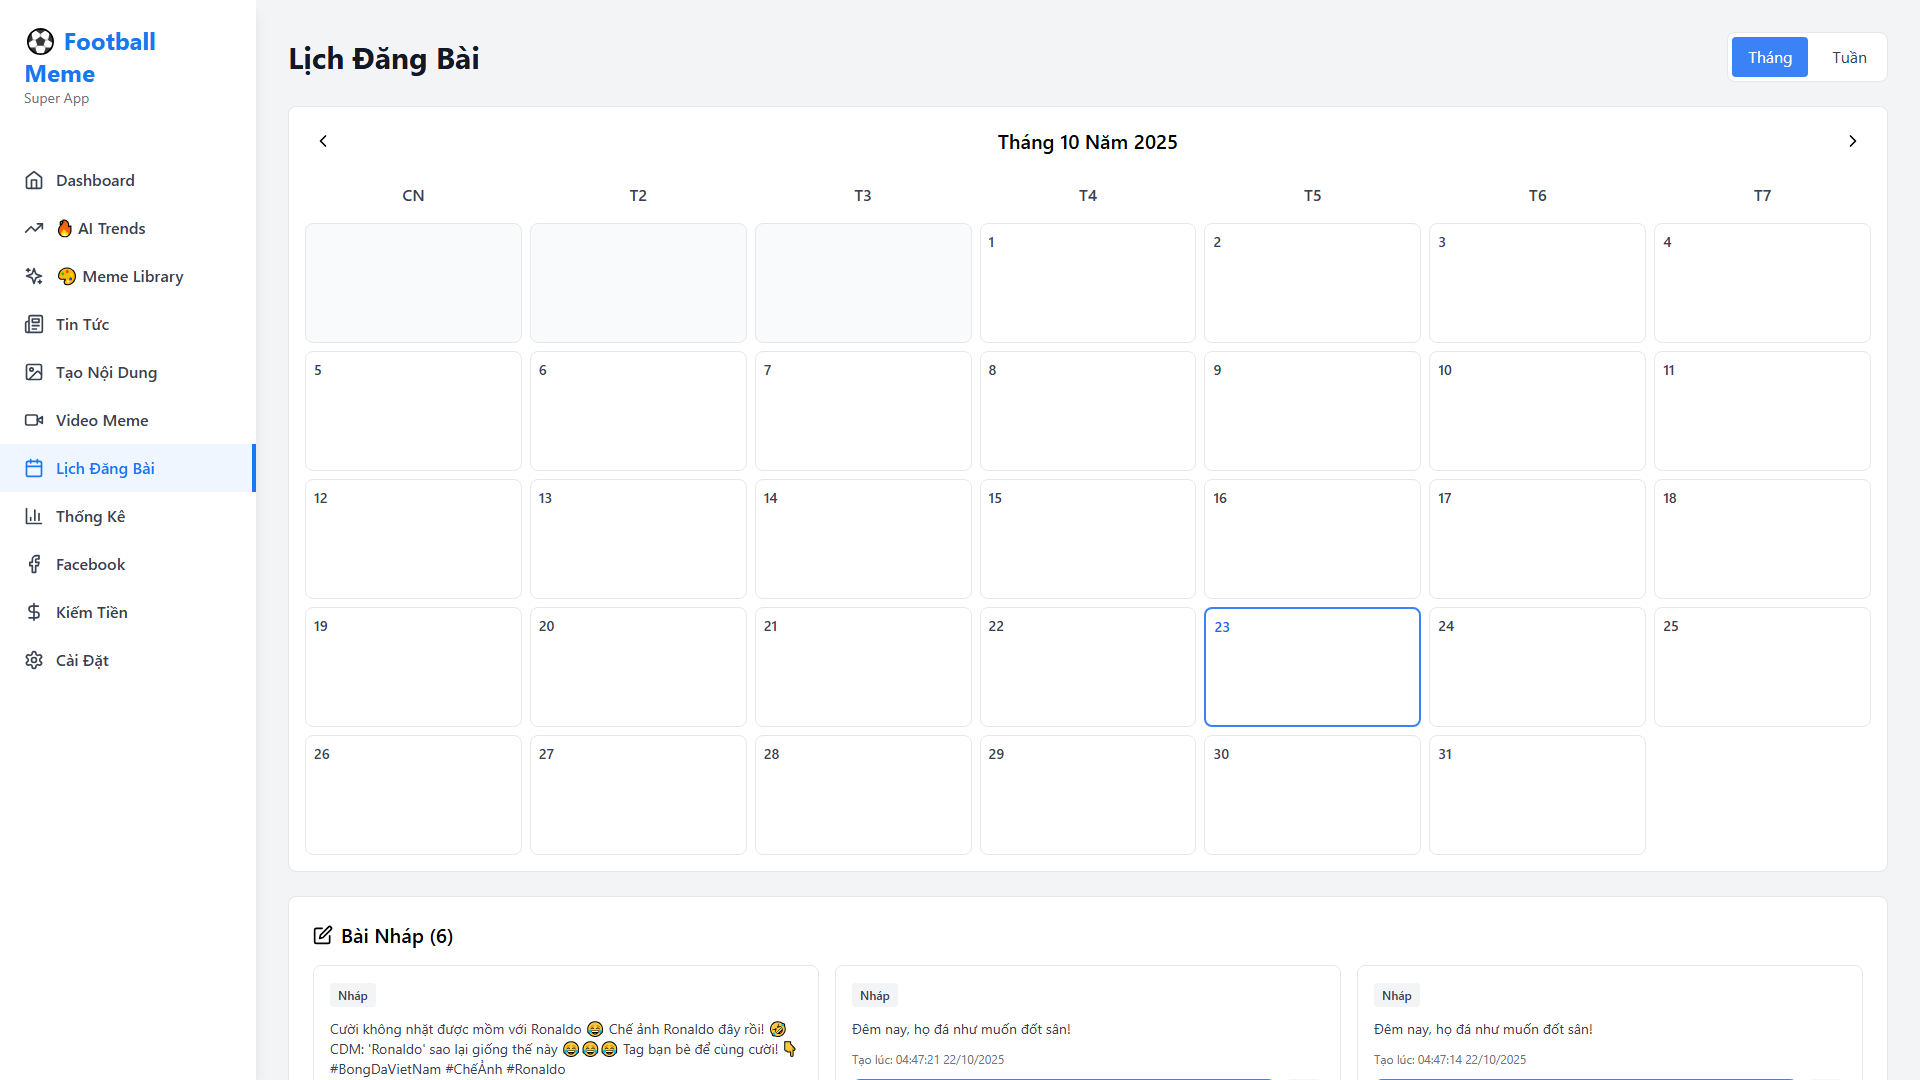 ⚽ Football
Meme
Super App
Dashboard
🔥 AI Trends
🎨 Meme Library
Tin Tức
Tạo Nội Dung
Video Meme
Lịch Đăng Bài
Thống Kê
Facebook
Kiếm Tiền
Cài Đặt
Lịch Đăng Bài
Tháng Tuần
Tháng 10 Năm 2025
CN T2 T3 T4 T5 T6 T7
1 2 3 4
5 6 7 8 9 10 11
12 13 14 15 16 17 18
19 20 21 22 23 24 25
26 27 28 29 30 31
Bài Nháp (6)
Nháp
Cười không nhặt được mồm với Ronaldo 😂 Chế ảnh Ronaldo đây rồi! 🤣
CDM: 'Ronaldo' sao lại giống thế này 😂😂😂 Tag bạn bè để cùng cười! 👇
#BongDaVietNam #ChếẢnh #Ronaldo
Nháp
Đêm nay, họ đá như muốn đốt sân!
Tạo lúc: 04:47:21 22/10/2025
Nháp
Đêm nay, họ đá như muốn đốt sân!
Tạo lúc: 04:47:14 22/10/2025